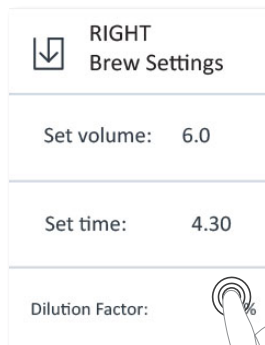 RIGHT
Brew Settings
Set volume: 6.0
Set time: 4.30
Dilution Factor: %